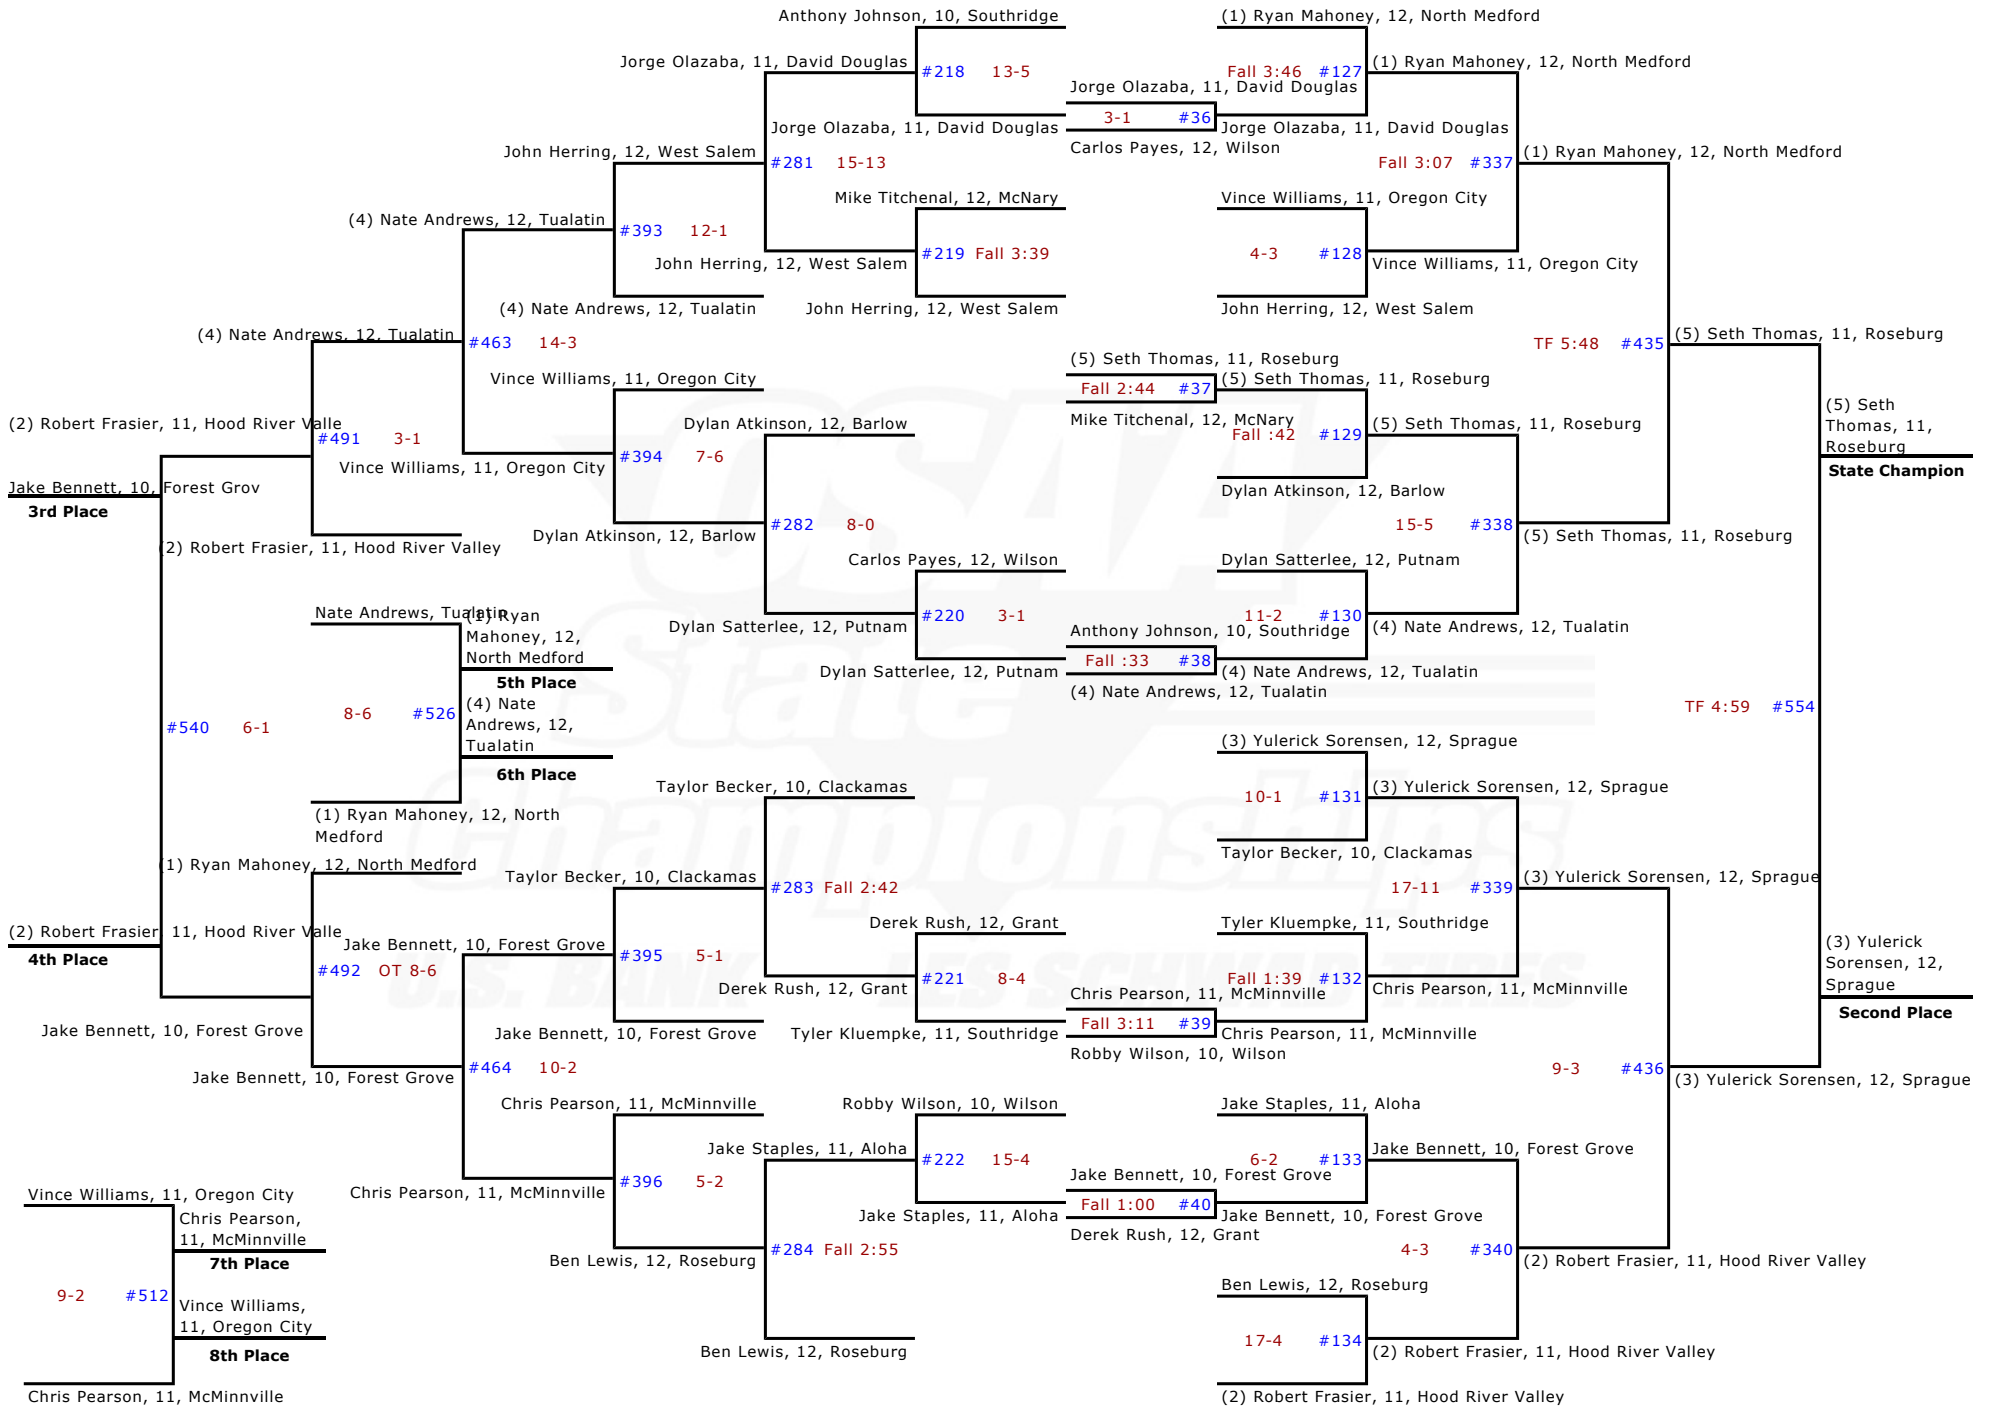 Anthony Johnson, 10, Southridge
(1) Ryan Mahoney, 12, North Medford
Jorge Olazaba, 11, David Douglas
#218 13-5
Fall 3:46 #127
(1) Ryan Mahoney, 12, North Medford
Jorge Olazaba, 11, David Douglas
3-1 #36
Jorge Olazaba, 11, David Douglas
Jorge Olazaba, 11, David Douglas
Carlos Payes, 12, Wilson
John Herring, 12, West Salem
#281 15-13
Fall 3:07 #337
(1) Ryan Mahoney, 12, North Medford
Mike Titchenal, 12, McNary
Vince Williams, 11, Oregon City
(4) Nate Andrews, 12, Tualatin
#393 12-1
John Herring, 12, West Salem
#219 Fall 3:39
4-3 #128
Vince Williams, 11, Oregon City
(4) Nate Andrews, 12, Tualatin
John Herring, 12, West Salem
John Herring, 12, West Salem
(4) Nate Andrews, 12, Tualatin
#463 14-3
TF 5:48 #435
(5) Seth Thomas, 11, Roseburg
(5) Seth Thomas, 11, Roseburg
Vince Williams, 11, Oregon City
Fall 2:44 #37
(5) Seth Thomas, 11, Roseburg
Mike Titchenal, 12, McNary
(2) Robert Frasier, 11, Hood River Valle
#491 3-1
Dylan Atkinson, 12, Barlow
Fall :42 #129
(5) Seth Thomas, 11, Roseburg
(5) Seth
Thomas, 11,
Roseburg
State Champion
Vince Williams, 11, Oregon City
#394 7-6
Jake Bennett, 10, Forest Grov
3rd Place
Dylan Atkinson, 12, Barlow
(2) Robert Frasier, 11, Hood River Valley
Dylan Atkinson, 12, Barlow
#282 8-0
15-5 #338
(5) Seth Thomas, 11, Roseburg
Carlos Payes, 12, Wilson
Dylan Satterlee, 12, Putnam
Nate Andrews, Tualatin
(1) Ryan
Mahoney, 12,
North Medford
5th Place
Dylan Satterlee, 12, Putnam
#220 3-1
11-2 #130
(4) Nate Andrews, 12, Tualatin
Anthony Johnson, 10, Southridge
Fall :33 #38
Dylan Satterlee, 12, Putnam
(4) Nate Andrews, 12, Tualatin
(4) Nate Andrews, 12, Tualatin
#540 6-1
8-6 #526
(4) Nate
Andrews, 12,
Tualatin
6th Place
TF 4:59 #554
(3) Yulerick Sorensen, 12, Sprague
Taylor Becker, 10, Clackamas
10-1 #131
(3) Yulerick Sorensen, 12, Sprague
(1) Ryan Mahoney, 12, North
Medford
Taylor Becker, 10, Clackamas
(1) Ryan Mahoney, 12, North Medford
Taylor Becker, 10, Clackamas
#283 Fall 2:42
17-11 #339
(3) Yulerick Sorensen, 12, Sprague
Derek Rush, 12, Grant
Tyler Kluempke, 11, Southridge
(2) Robert Frasier, 11, Hood River Valle
4th Place
Jake Bennett, 10, Forest Grove
#492 OT 8-6
#395 5-1
Derek Rush, 12, Grant
#221 8-4
Fall 1:39 #132
Chris Pearson, 11, McMinnville
Chris Pearson, 11, McMinnville
(3) Yulerick
Sorensen, 12,
Sprague
Second Place
Jake Bennett, 10, Forest Grove
Jake Bennett, 10, Forest Grove
Tyler Kluempke, 11, Southridge
Fall 3:11 #39
Chris Pearson, 11, McMinnville
Robby Wilson, 10, Wilson
Jake Bennett, 10, Forest Grove
#464 10-2
9-3 #436
(3) Yulerick Sorensen, 12, Sprague
Chris Pearson, 11, McMinnville
Robby Wilson, 10, Wilson
Jake Staples, 11, Aloha
Jake Staples, 11, Aloha
#222 15-4
6-2 #133
Jake Bennett, 10, Forest Grove
Jake Bennett, 10, Forest Grove
Chris Pearson, 11, McMinnville
#396 5-2
Fall 1:00 #40
Jake Staples, 11, Aloha
Jake Bennett, 10, Forest Grove
Derek Rush, 12, Grant
Vince Williams, 11, Oregon City
Chris Pearson,
11, McMinnville
7th Place
Ben Lewis, 12, Roseburg
#284 Fall 2:55
4-3 #340
(2) Robert Frasier, 11, Hood River Valley
Ben Lewis, 12, Roseburg
9-2 #512
Vince Williams,
11, Oregon City
8th Place
17-4 #134
Ben Lewis, 12, Roseburg
(2) Robert Frasier, 11, Hood River Valley
Chris Pearson, 11, McMinnville
(2) Robert Frasier, 11, Hood River Valley
OSAA
State
Championships
U.S. BANK LES SCHWAB TIRES